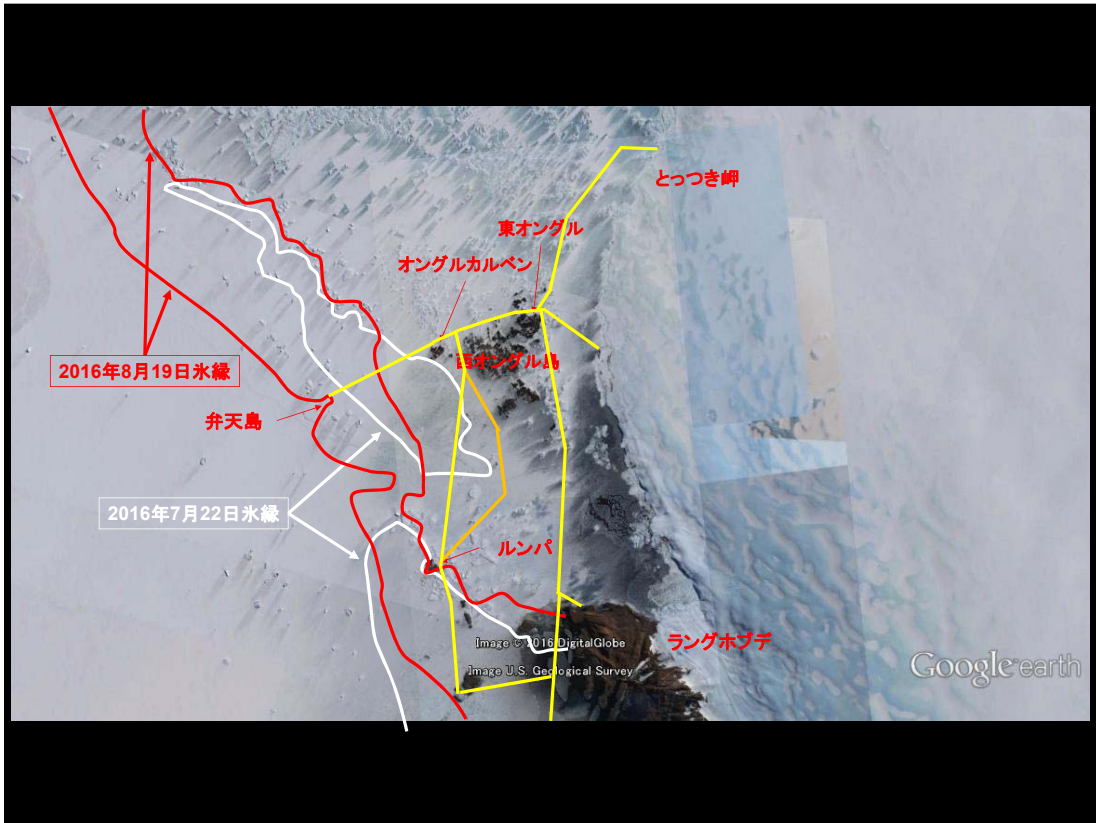 とっつき岬
東オングル
オングルカルベン
西オングル島
2016年8月19日氷縁
弁天島
2016年7月22日氷縁
ルンパ
ラングホブデ
Image © 2016 DigitalGlobe
Image U.S. Geological Survey
Google earth